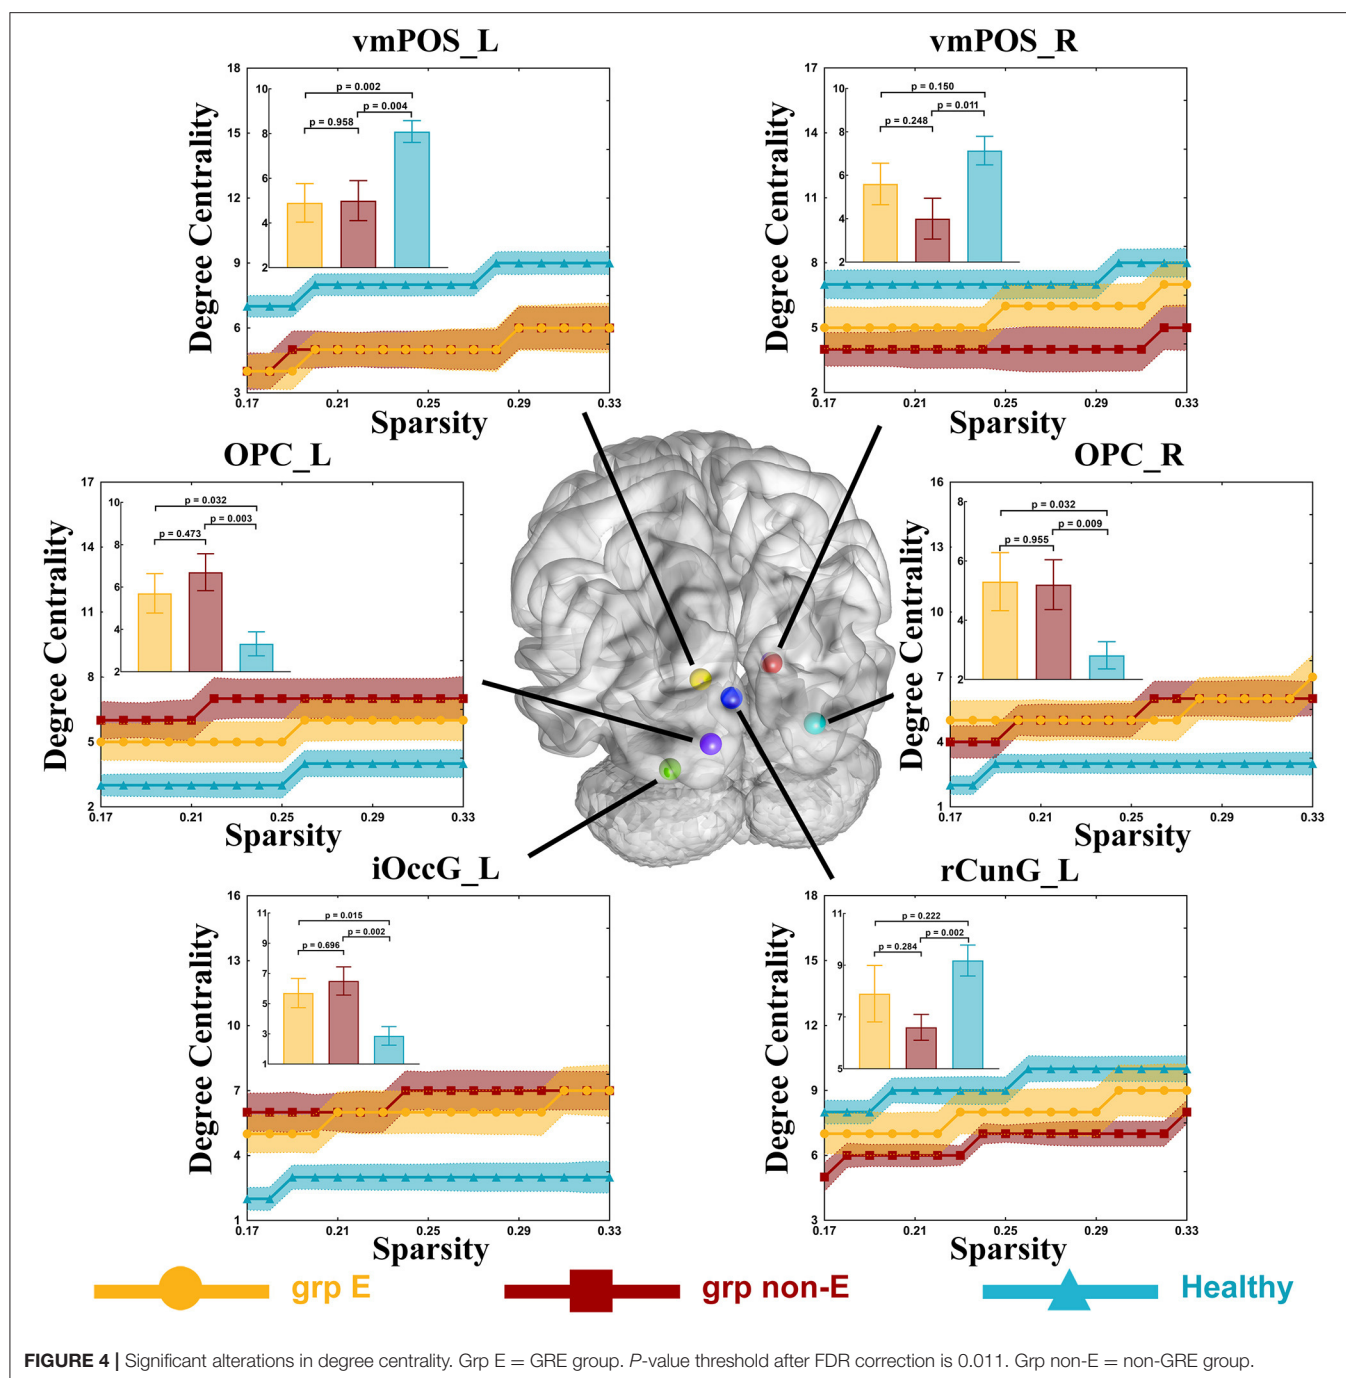 vmPOS_L
vmPOS_R
Degree Centrality
18
15
12
9
6
3
10
8
6
4
2
p = 0.002
p = 0.004
p = 0.958
0.17
0.21
0.25
0.29
0.33
Sparsity
Degree Centrality
17
14
11
8
5
2
10
8
6
4
2
p = 0.150
p = 0.011
p = 0.248
0.17
0.21
0.25
0.29
0.33
Sparsity
OPC_L
Degree Centrality
17
14
11
8
5
2
10
8
6
4
2
p = 0.032
p = 0.003
p = 0.473
0.17
0.21
0.25
0.29
0.33
Sparsity
OPC_R
Degree Centrality
16
13
10
7
4
1
8
6
4
2
p = 0.032
p = 0.009
p = 0.955
0.17
0.21
0.25
0.29
0.33
Sparsity
iOccG_L
Degree Centrality
16
13
10
7
4
1
11
9
7
5
3
1
p = 0.015
p = 0.002
p = 0.696
0.17
0.21
0.25
0.29
0.33
Sparsity
rCunG_L
Degree Centrality
18
15
12
9
6
3
11
9
7
5
p = 0.222
p = 0.002
p = 0.284
0.17
0.21
0.25
0.29
0.33
Sparsity
grp E
grp non-E
Healthy
FIGURE 4 | Significant alterations in degree centrality. Grp E = GRE group. P-value threshold after FDR correction is 0.011. Grp non-E = non-GRE group.